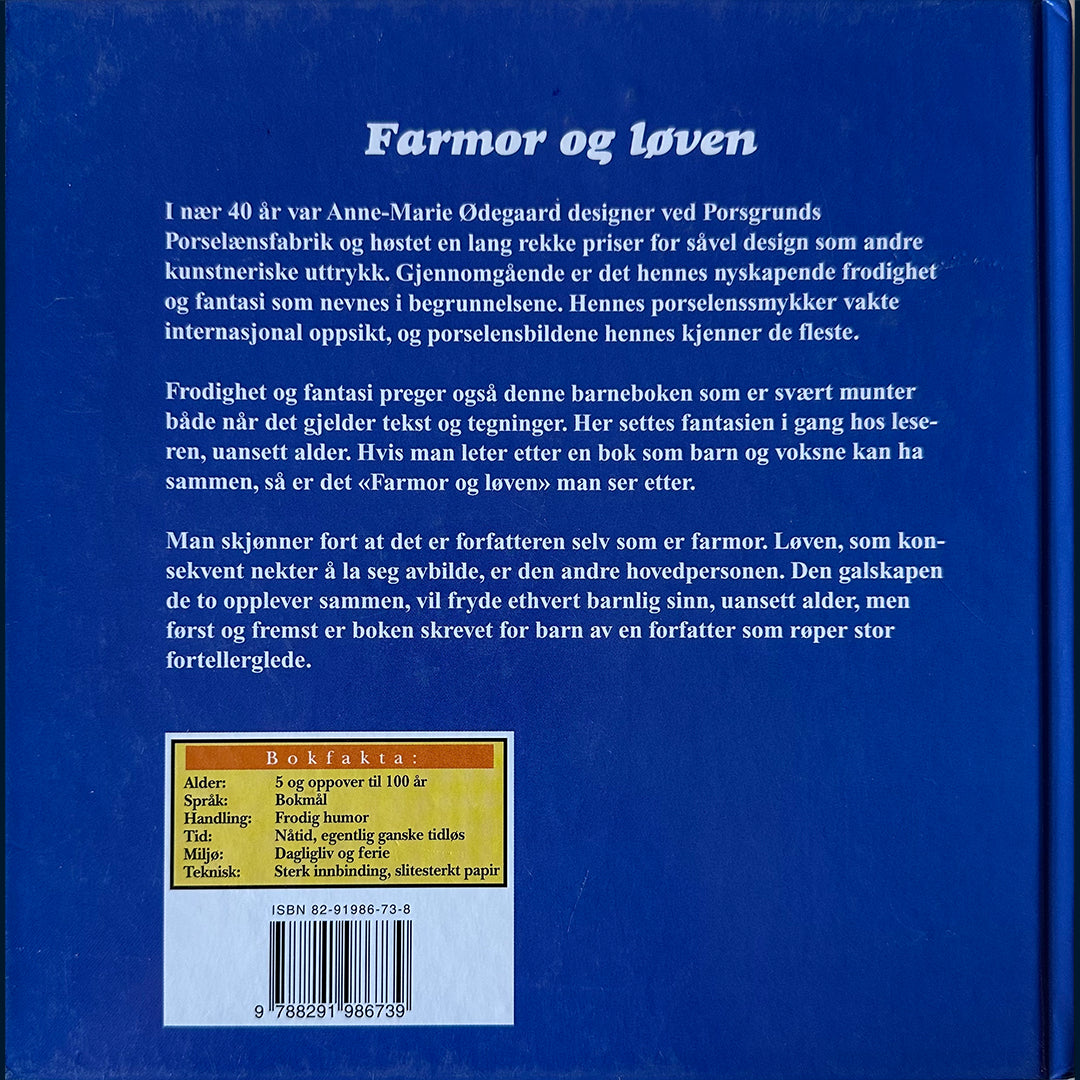 Farmor og løven
I nær 40 år var Anne-Marie Ødegaard designer ved Porsgrunds
Porselænsfabrik og høstet en lang rekke priser for såvel design som andre
kunstneriske uttrykk. Gjennomgående er det hennes nyskapende frodighet
og fantasi som nevnes i begrunnelsene. Hennes porselenssmykker vakte
internasjonal oppsikt, og porselensbildene hennes kjenner de fleste.
Frodighet og fantasi preger også denne barneboken som er svært munter
både når det gjelder tekst og tegninger. Her settes fantasien i gang hos lese-
ren, uansett alder. Hvis man leter etter en bok som barn og voksne kan ha
sammen, så er det «Farmor og løven» man ser etter.
Man skjønner fort at det er forfatteren selv som er farmor. Løven, som kon-
sekvent nekter å la seg avbilde, er den andre hovedpersonen. Den galskapen
de to opplever sammen, vil fryde ethvert barnlig sinn, uansett alder, men
først og fremst er boken skrevet for barn av en forfatter som røper stor
fortellerglede.
Bokfakta:
Alder: 5 og oppover til 100 år
Språk: Bokmål
Handling: Frodig humor
Tid: Nåtid, egentlig ganske tidløs
Miljø: Dagligliv og ferie
Teknisk: Sterk innbinding, slitesterkt papir
ISBN 82-91986-73-8
9 788291 986739